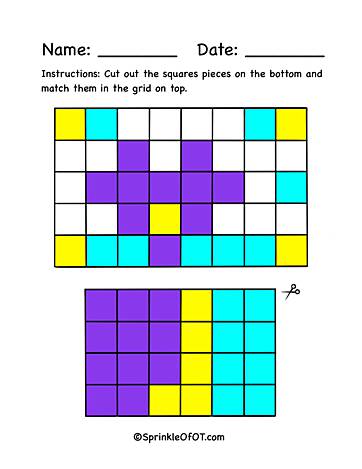 Name: ________ Date: ________
Instructions: Cut out the squares pieces on the bottom and
match them in the grid on top.
©SprinkleOfOT.com